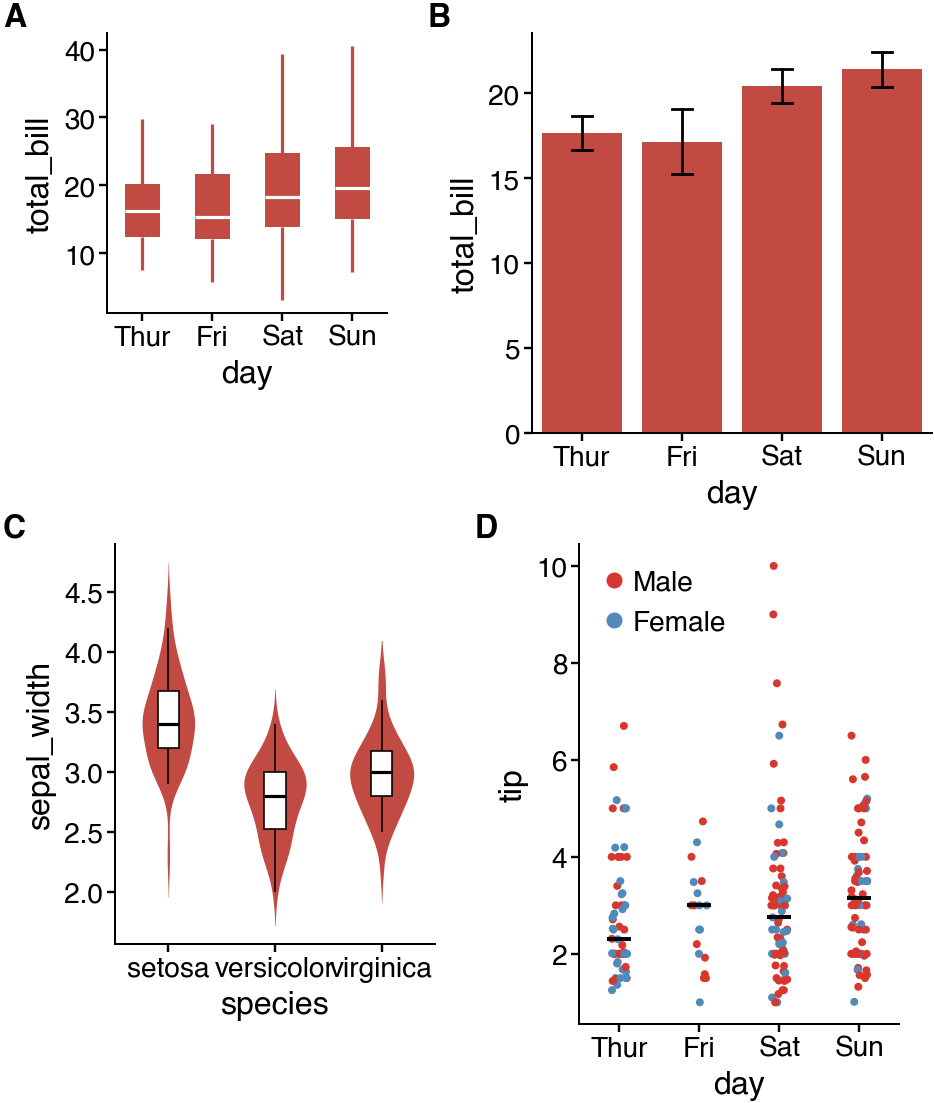 A
total_bill
40
30
20
10
Thur Fri Sat Sun
day
B
total_bill
20
15
10
5
0
Thur Fri Sat Sun
day
C
sepal_width
4.5
4.0
3.5
3.0
2.5
2.0
setosa versicolor virginica
species
D
tip
10
8
6
4
2
Male
Female
Thur Fri Sat Sun
day